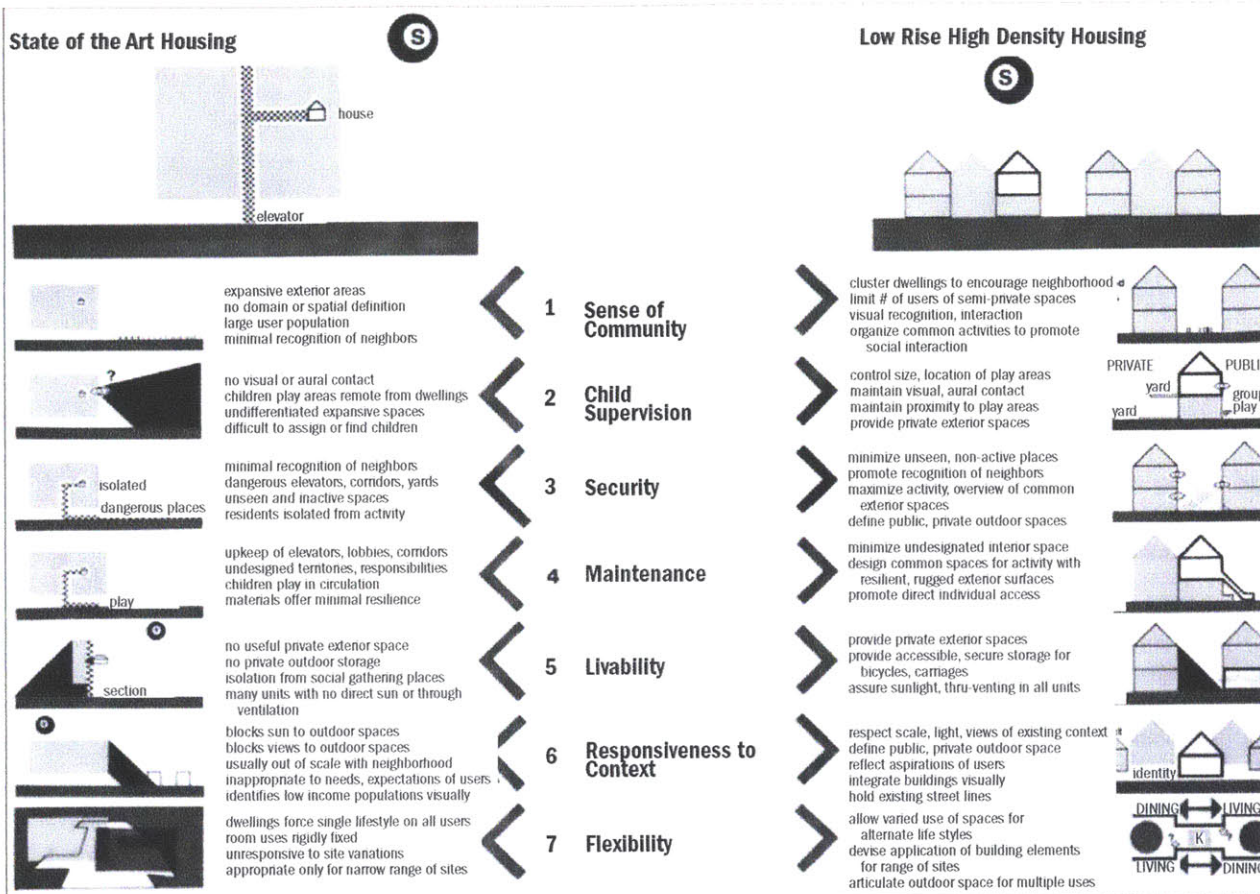 State of the Art Housing
S
house
elevator
Low Rise High Density Housing
S
expansive exterior areas
no domain or spatial definition
large user population
minimal recognition of neighbors
1 Sense of
Community
cluster dwellings to encourage neighborhood
limit # of users of semi-private spaces
visual recognition, interaction
organize common activities to promote
social interaction
?
no visual or aural contact
children play areas remote from dwellings
undifferentiated expansive spaces
difficult to assign or find children
2 Child
Supervision
control size, location of play areas
maintain visual, aural contact
maintain proximity to play areas
provide private exterior spaces
PRIVATE PUBLI
yard group
yard play
isolated
dangerous places
minimal recognition of neighbors
dangerous elevators, corridors, yards
unseen and inactive spaces
residents isolated from activity
3 Security
minimize unseen, non-active places
promote recognition of neighbors
maximize activity, overview of common
exterior spaces
define public, private outdoor spaces
play
upkeep of elevators, lobbies, corridors
undesigned territories, responsibilities
children play in circulation
materials offer minimal resilience
4 Maintenance
minimize undesignated interior space
design common spaces for activity with
resilient, rugged exterior surfaces
promote direct individual access
section
no useful private exterior space
no private outdoor storage
isolation from social gathering places
many units with no direct sun or through
ventilation
5 Livability
provide private exterior spaces
provide accessible, secure storage for
bicycles, carriages
assure sunlight, thru-venting in all units
blocks sun to outdoor spaces
blocks views to outdoor spaces
usually out of scale with neighborhood
inappropriate to needs, expectations of users
identifies low income populations visually
6 Responsiveness to
Context
respect scale, light, views of existing context
define public, private outdoor space
reflect aspirations of users
integrate buildings visually
hold existing street lines
identity
dwellings force single lifestyle on all users
room uses rigidly fixed
unresponsive to site variations
appropriate only for narrow range of sites
7 Flexibility
allow varied use of spaces for
alternate life styles
devise application of building elements
for range of sites
articulate outdoor space for multiple uses
DINING LIVING
K
LIVING DINING